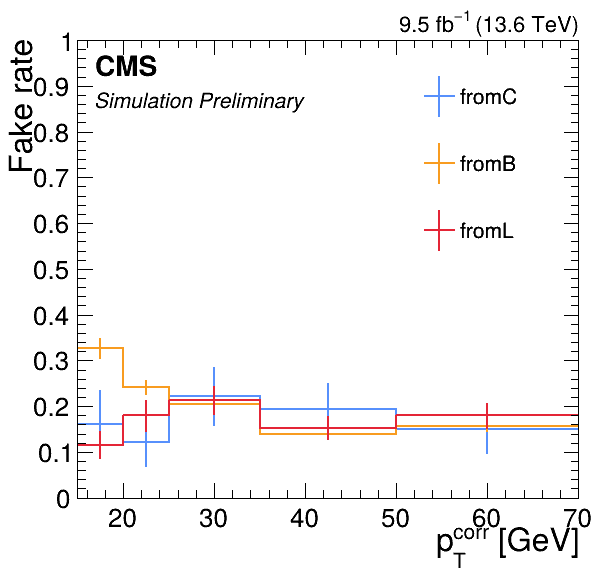 9.5 fb⁻¹ (13.6 TeV)
CMS
Simulation Preliminary
Fake rate
1
0.9
0.8
0.7
0.6
0.5
0.4
0.3
0.2
0.1
0
fromC
fromB
fromL
20 30 40 50 60 70
p_T^corr [GeV]